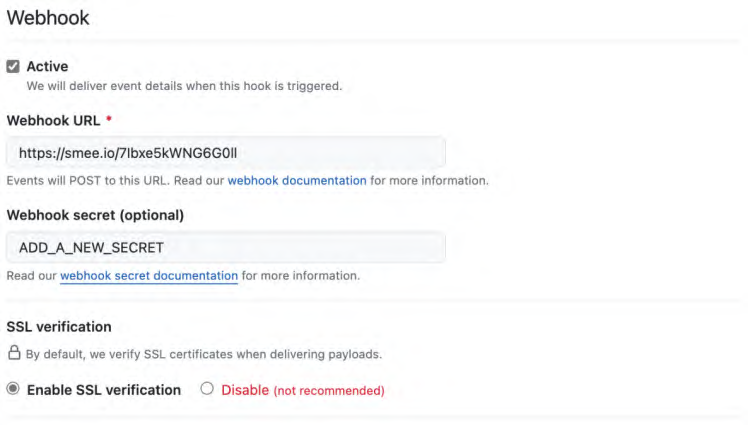 Webhook
Active
We will deliver event details when this hook is triggered.
Webhook URL *
https://smee.io/7lbxe5kWNG6G0ll
Events will POST to this URL. Read our webhook documentation for more information.
Webhook secret (optional)
ADD_A_NEW_SECRET
Read our webhook secret documentation for more information.
SSL verification
By default, we verify SSL certificates when delivering payloads.
Enable SSL verification Disable (not recommended)